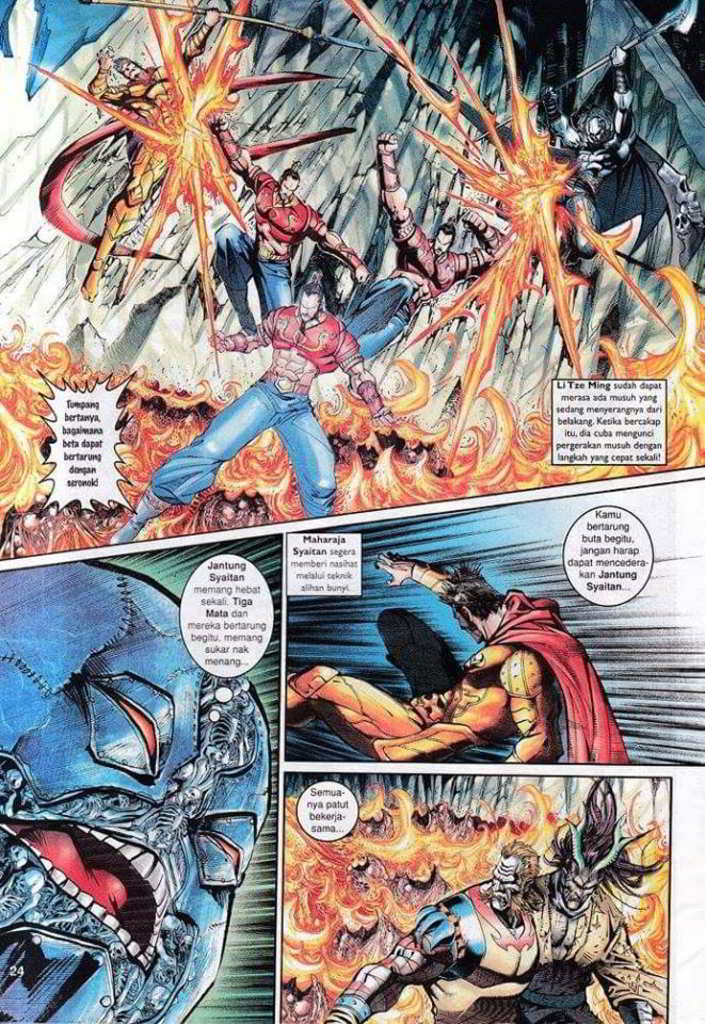 Li Tze Ming sudah dapat
merasa ada musuh yang
sedang menyerangnya dari
belakang. Ketika bercakap
itu, dia cuba mengunci
pergerakan musuh dengan
langkah yang cepat sekali!
Tumpang
bertanya,
bagaimana
beta dapat
bertarung
dengan
seronok!
Jantung
Syaitan
memang hebat
sekali. Tiga
Mata dan
mereka bertarung
begitu, memang
sukar nak
menang...
Maharaja
Syaitan segera
memberi nasihat
melalui teknik
alihan bunyi.
Kamu
bertarung
buta begitu,
jangan harap
dapat mencedera-
kan Jantung
Syaitan...
Semua-
nya patut
bekerja-
sama...
24